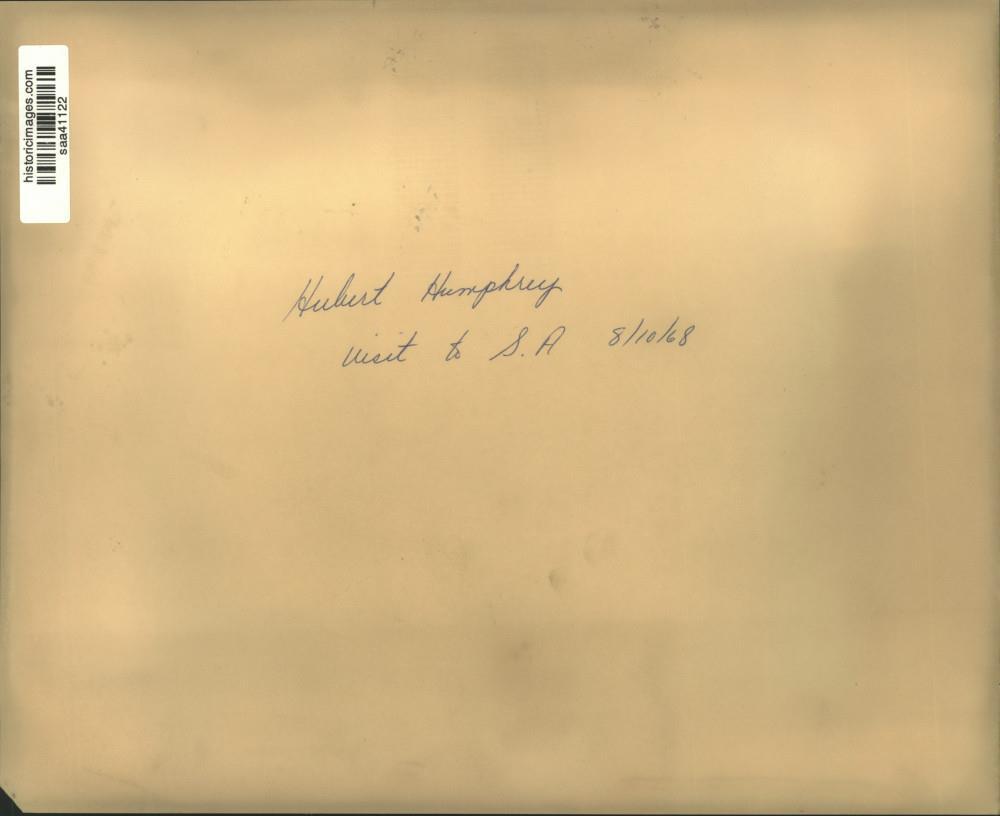 historicimages.com
saa41122
Hubert Humphrey
visit to S.A 8/10/68